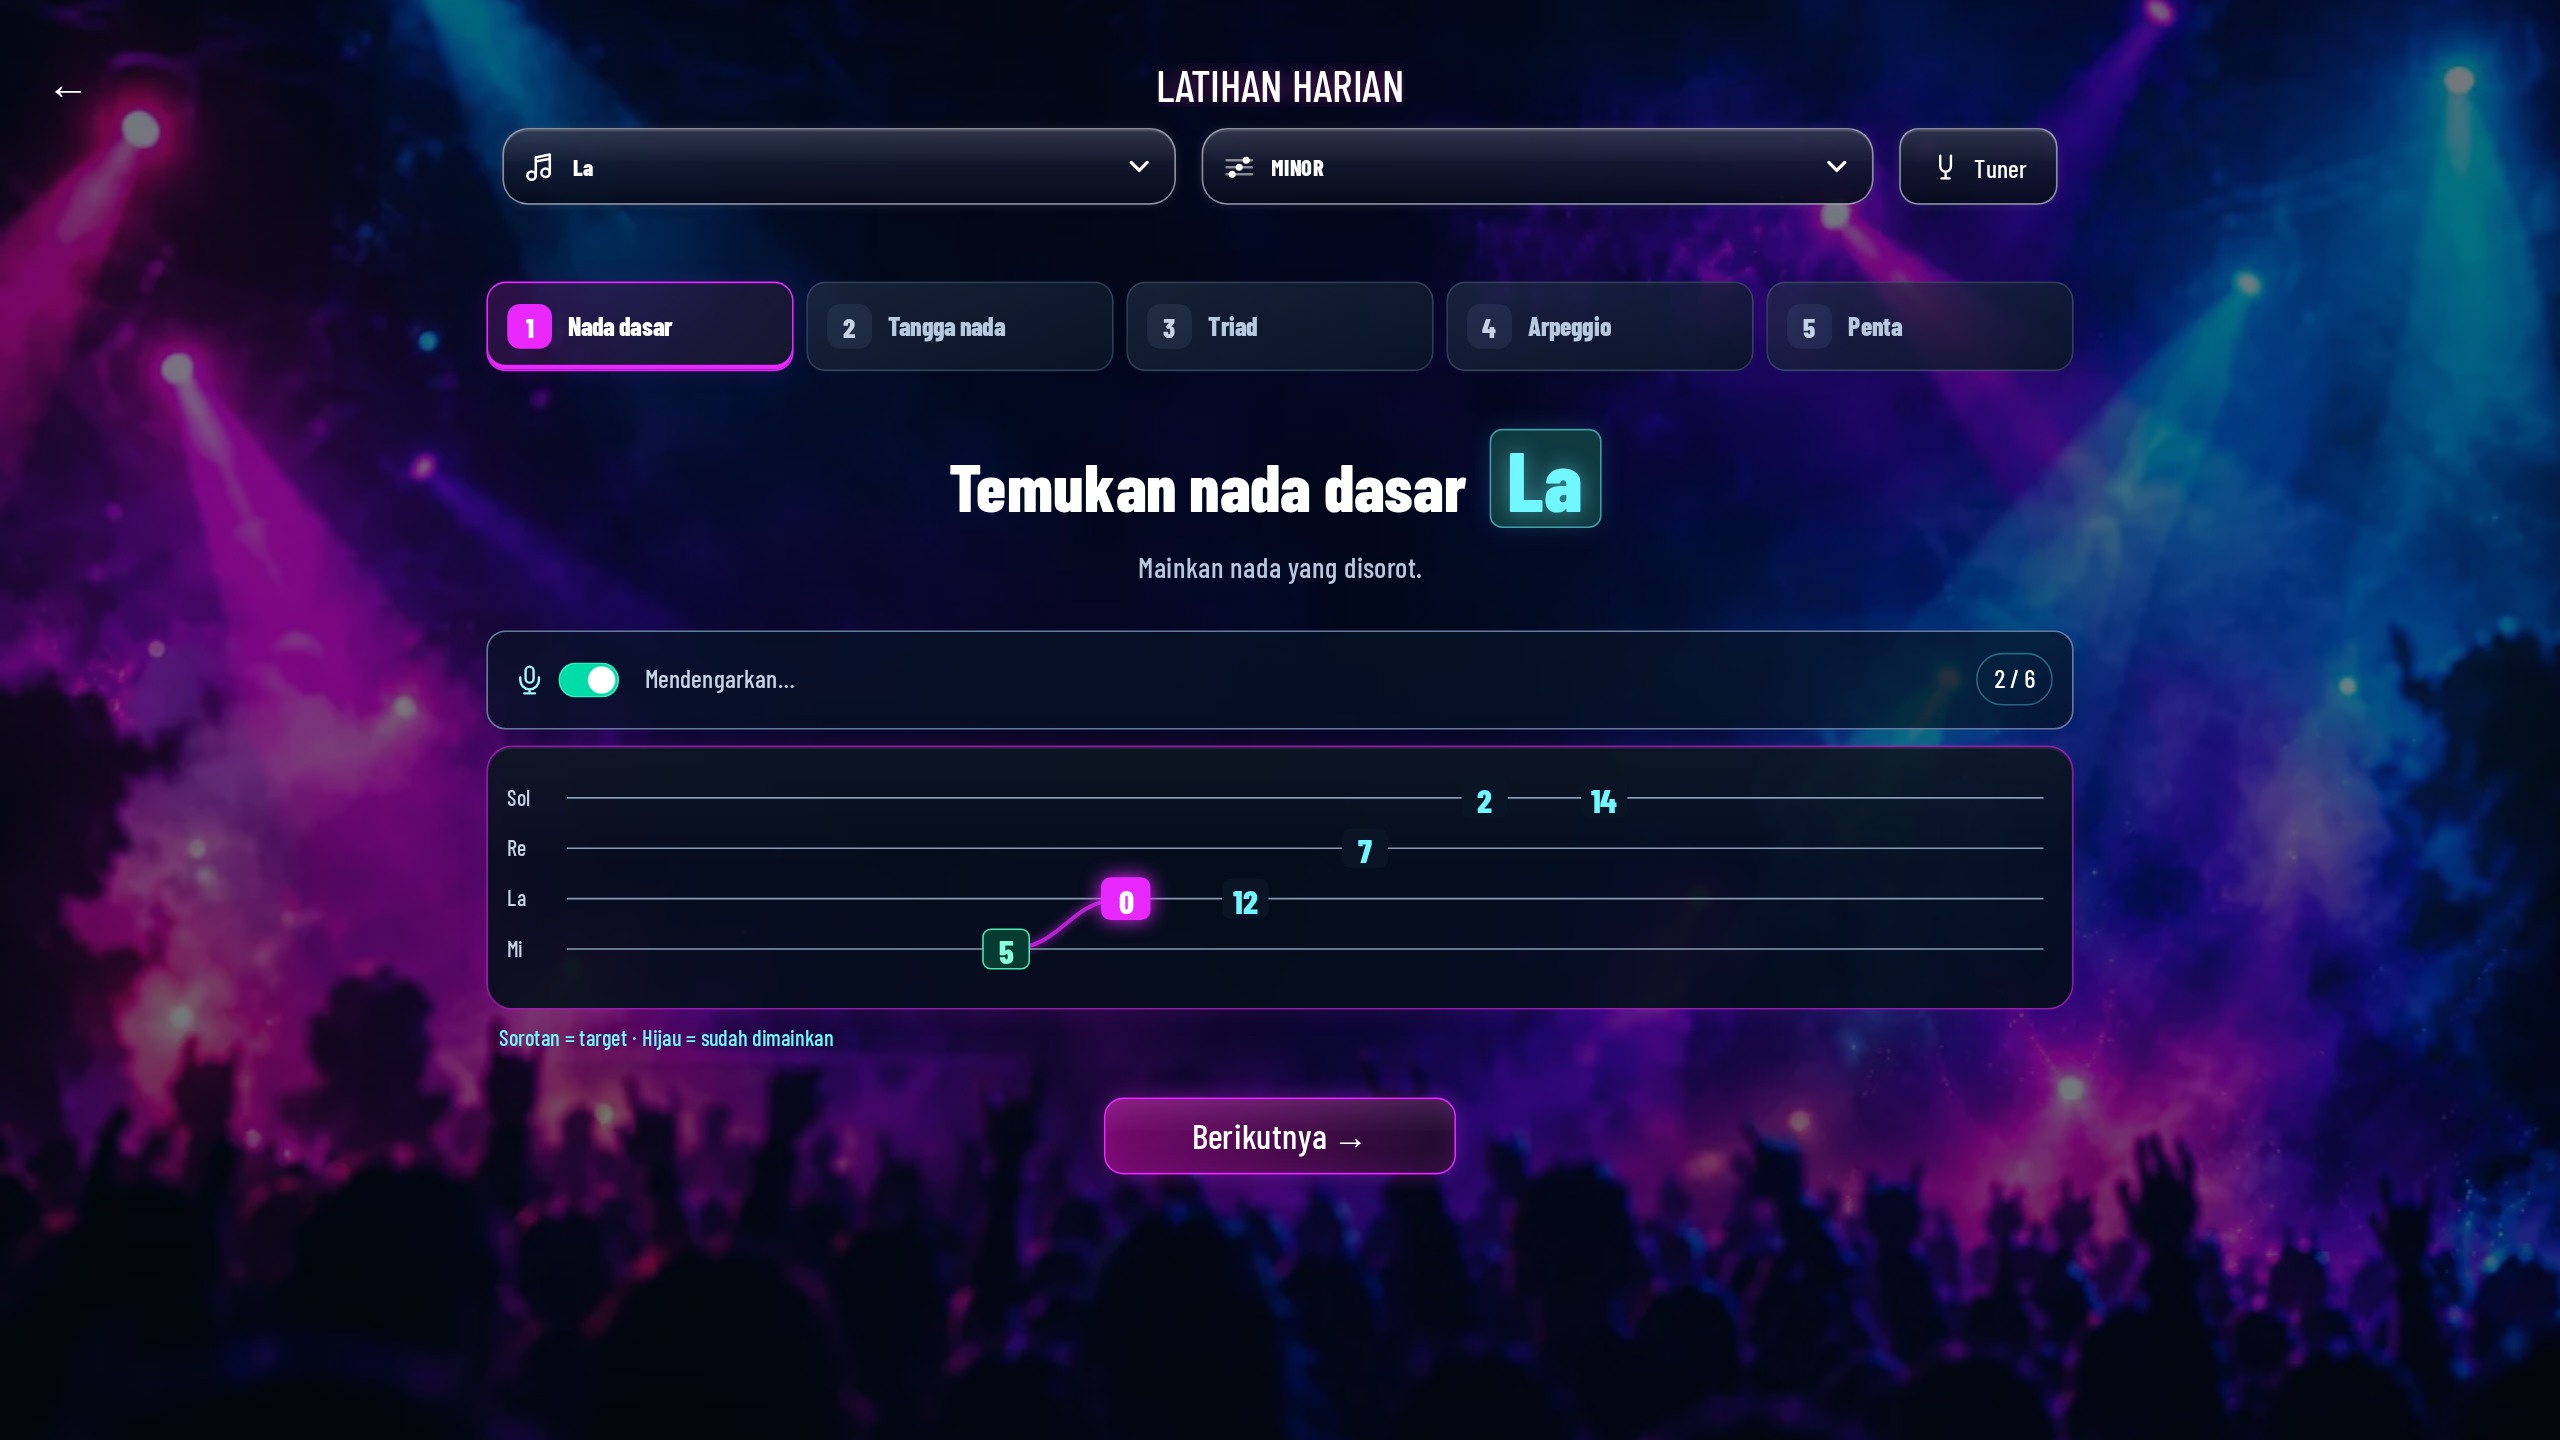 ←
LATIHAN HARIAN
La
MINOR
Tuner
1 Nada dasar
2 Tangga nada
3 Triad
4 Arpeggio
5 Penta
Temukan nada dasar La
Mainkan nada yang disorot.
Mendengarkan...
2 / 6
Sol 2 14
Re 7
La 0 12
Mi 5
Sorotan = target · Hijau = sudah dimainkan
Berikutnya →